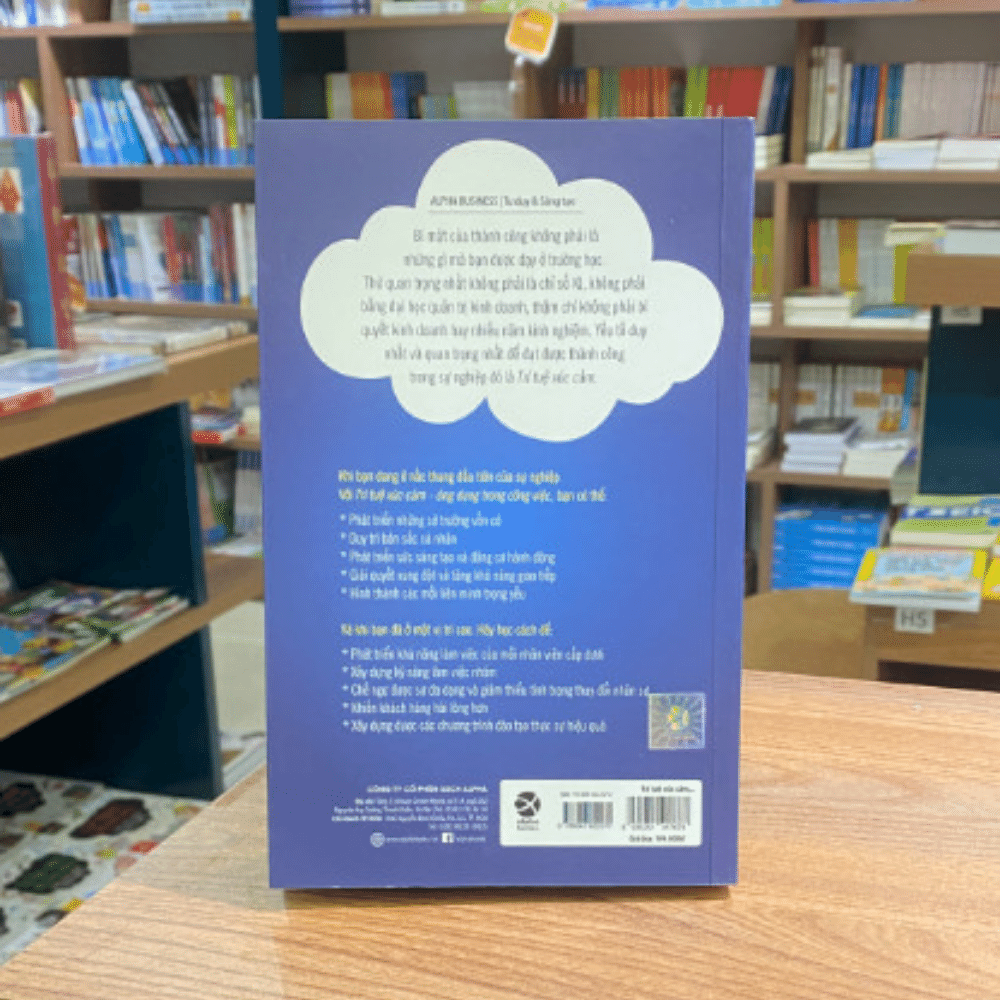 ALPHA BUSINESS | Tư duy & Sáng tạo
Bí mật của thành công không phải là
những gì mà bạn được dạy ở trường học.
Thứ quan trọng nhất không phải là chỉ số IQ, không phải
bằng đại học quản trị kinh doanh, thậm chí không phải bí
quyết kinh doanh hay nhiều năm kinh nghiệm. Yếu tố duy
nhất và quan trọng nhất để đạt được thành công
trong sự nghiệp đó là Trí tuệ xúc cảm.
Khi bạn đang ở nấc thang đầu tiên của sự nghiệp
Với Trí tuệ xúc cảm - ứng dụng trong công việc, bạn có thể:
* Phát triển những sở trường vốn có
* Duy trì bản sắc cá nhân
* Phát triển sức sáng tạo và động cơ hành động
* Giải quyết xung đột và tăng khả năng giao tiếp
* Hình thành các mối liên minh trọng yếu
Và khi bạn đã ở một vị trí cao. Hãy học cách để:
* Phát triển khả năng làm việc của mỗi nhân viên cấp dưới
* Xây dựng kỹ năng làm việc nhóm
* Chế ngự được sự đa dạng và giảm thiểu tình trạng thay đổi nhân sự
* Khiến khách hàng hài lòng hơn
* Xây dựng được các chương trình đào tạo thực sự hiệu quả
CÔNG TY CỔ PHẦN SÁCH ALPHA
Trí tuệ xúc cảm...
alpha
H5